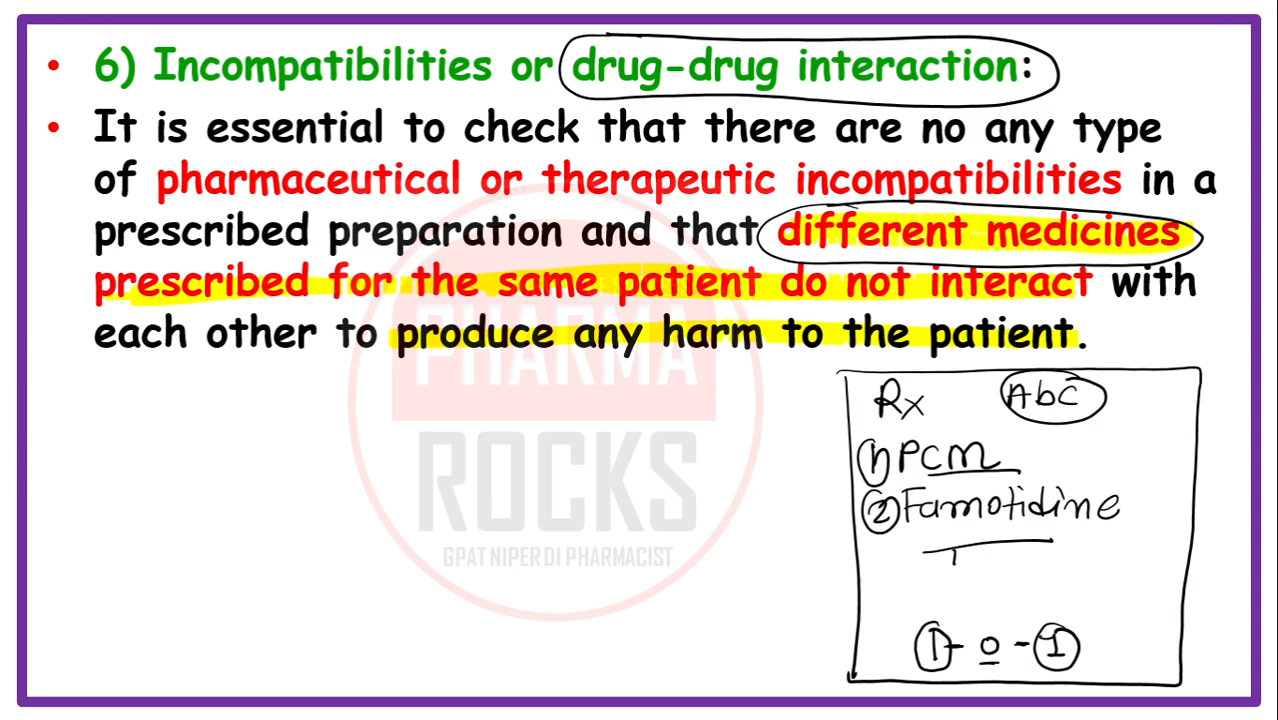 • 6) Incompatibilities or drug-drug interaction:
• It is essential to check that there are no any type
of pharmaceutical or therapeutic incompatibilities in a
prescribed preparation and that different medicines
prescribed for the same patient do not interact with
each other to produce any harm to the patient.
PHARMA
ROCKS
GPAT NIPER DI PHARMACIST
Rx AbC
1) PCM
2) Famotidine
1 - 0 - 1